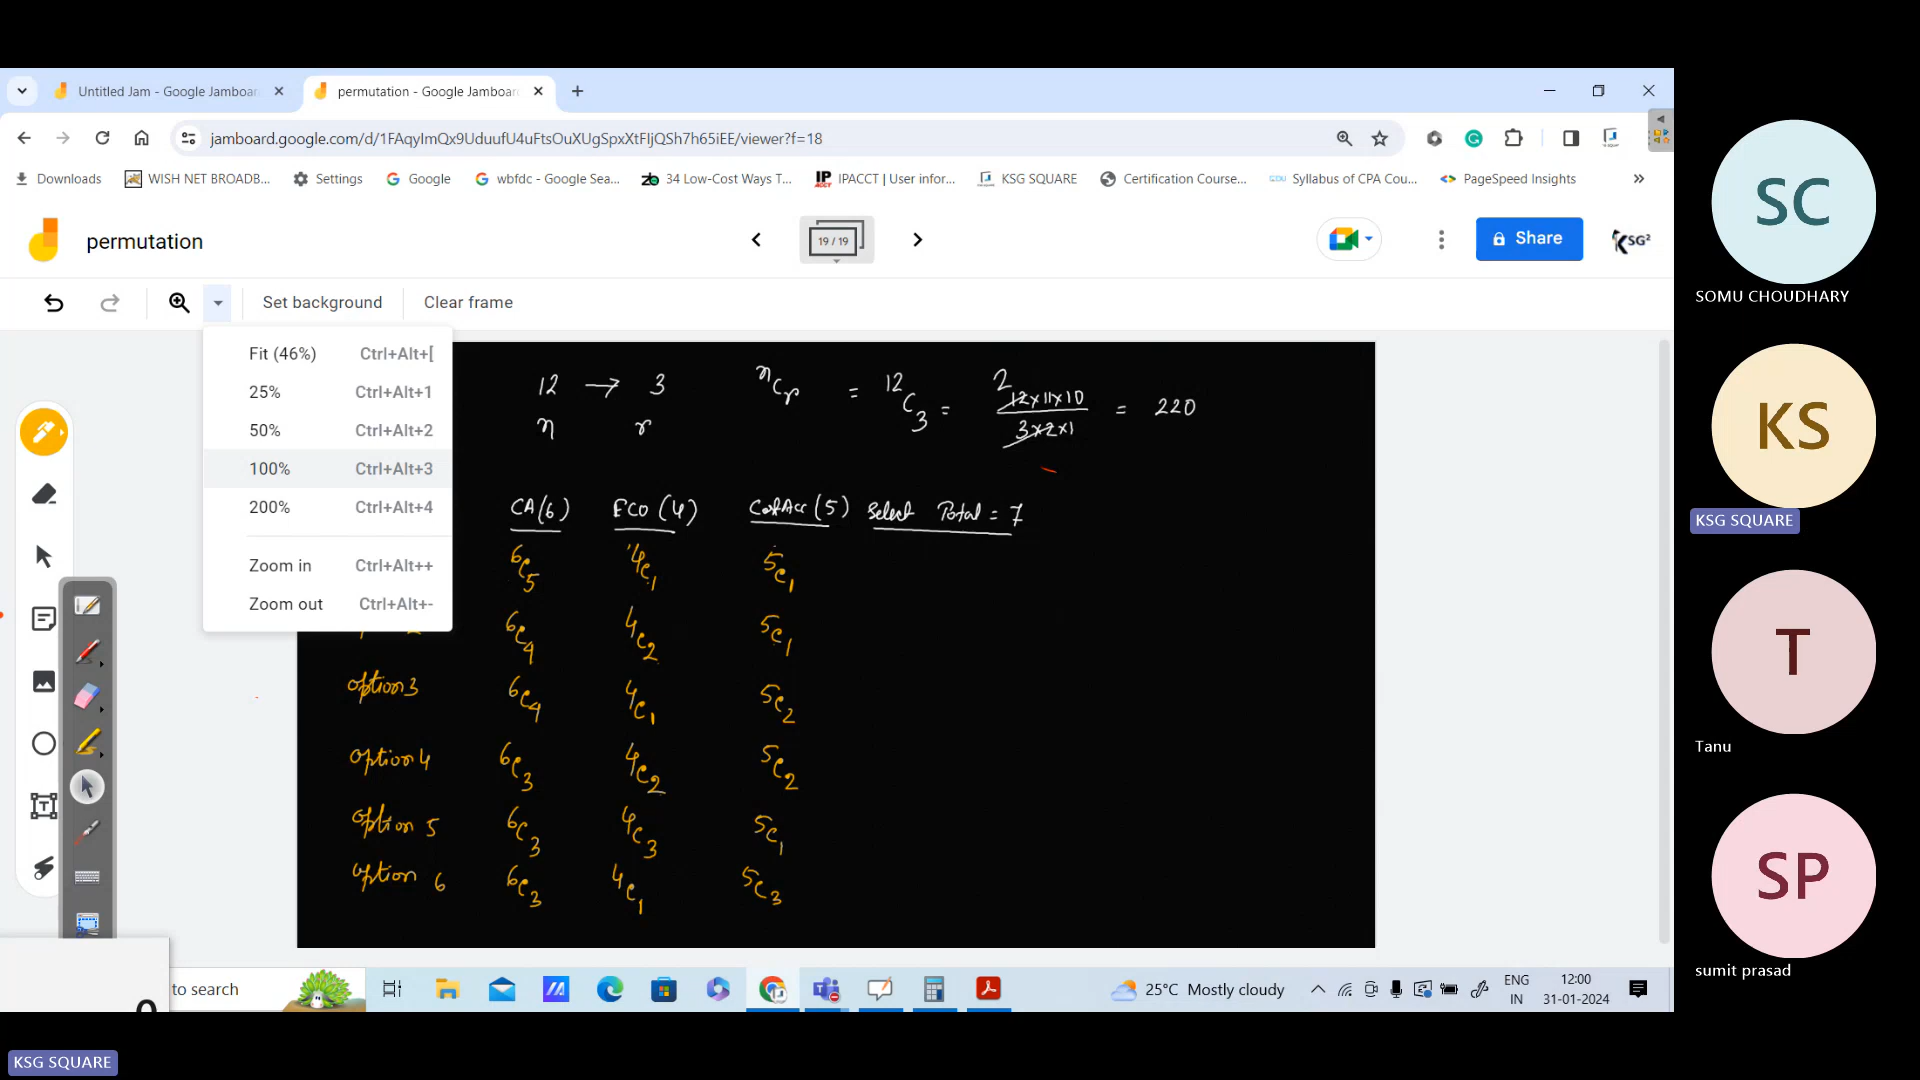 Untitled Jam - Google Jamboar
permutation - Google Jamboar
jamboard.google.com/d/1FAqyImQx9UduufU4uFtsOuXUgSpxXtFIjQSh7h65iEE/viewer?f=18
Downloads WISH NET BROADB... Settings Google wbfdc - Google Sea... 34 Low-Cost Ways T... IPACCT | User infor... KSG SQUARE Certification Course... Syllabus of CPA Cou... PageSpeed Insights
permutation
19 / 19
Share
KSG²
Set background Clear frame
Fit (46%) Ctrl+Alt+[
25% Ctrl+Alt+1
50% Ctrl+Alt+2
100% Ctrl+Alt+3
200% Ctrl+Alt+4
Zoom in Ctrl+Alt++
Zoom out Ctrl+Alt+-
12 → 3 nCr = 12C3 = 2 12×11×10 / 3×2×1 = 220
n r
CA(6) ECO (4) CostAcc (5) Select Total = 7
6C5 4C1 5C1
6C4 4C2 5C1
option 3 6C4 4C1 5C2
option 4 6C3 4C2 5C2
option 5 6C3 4C3 5C1
option 6 6C3 4C1 5C3
to search
25°C Mostly cloudy
ENG
IN
12:00
31-01-2024
SC
SOMU CHOUDHARY
KS
KSG SQUARE
T
Tanu
SP
sumit prasad
KSG SQUARE